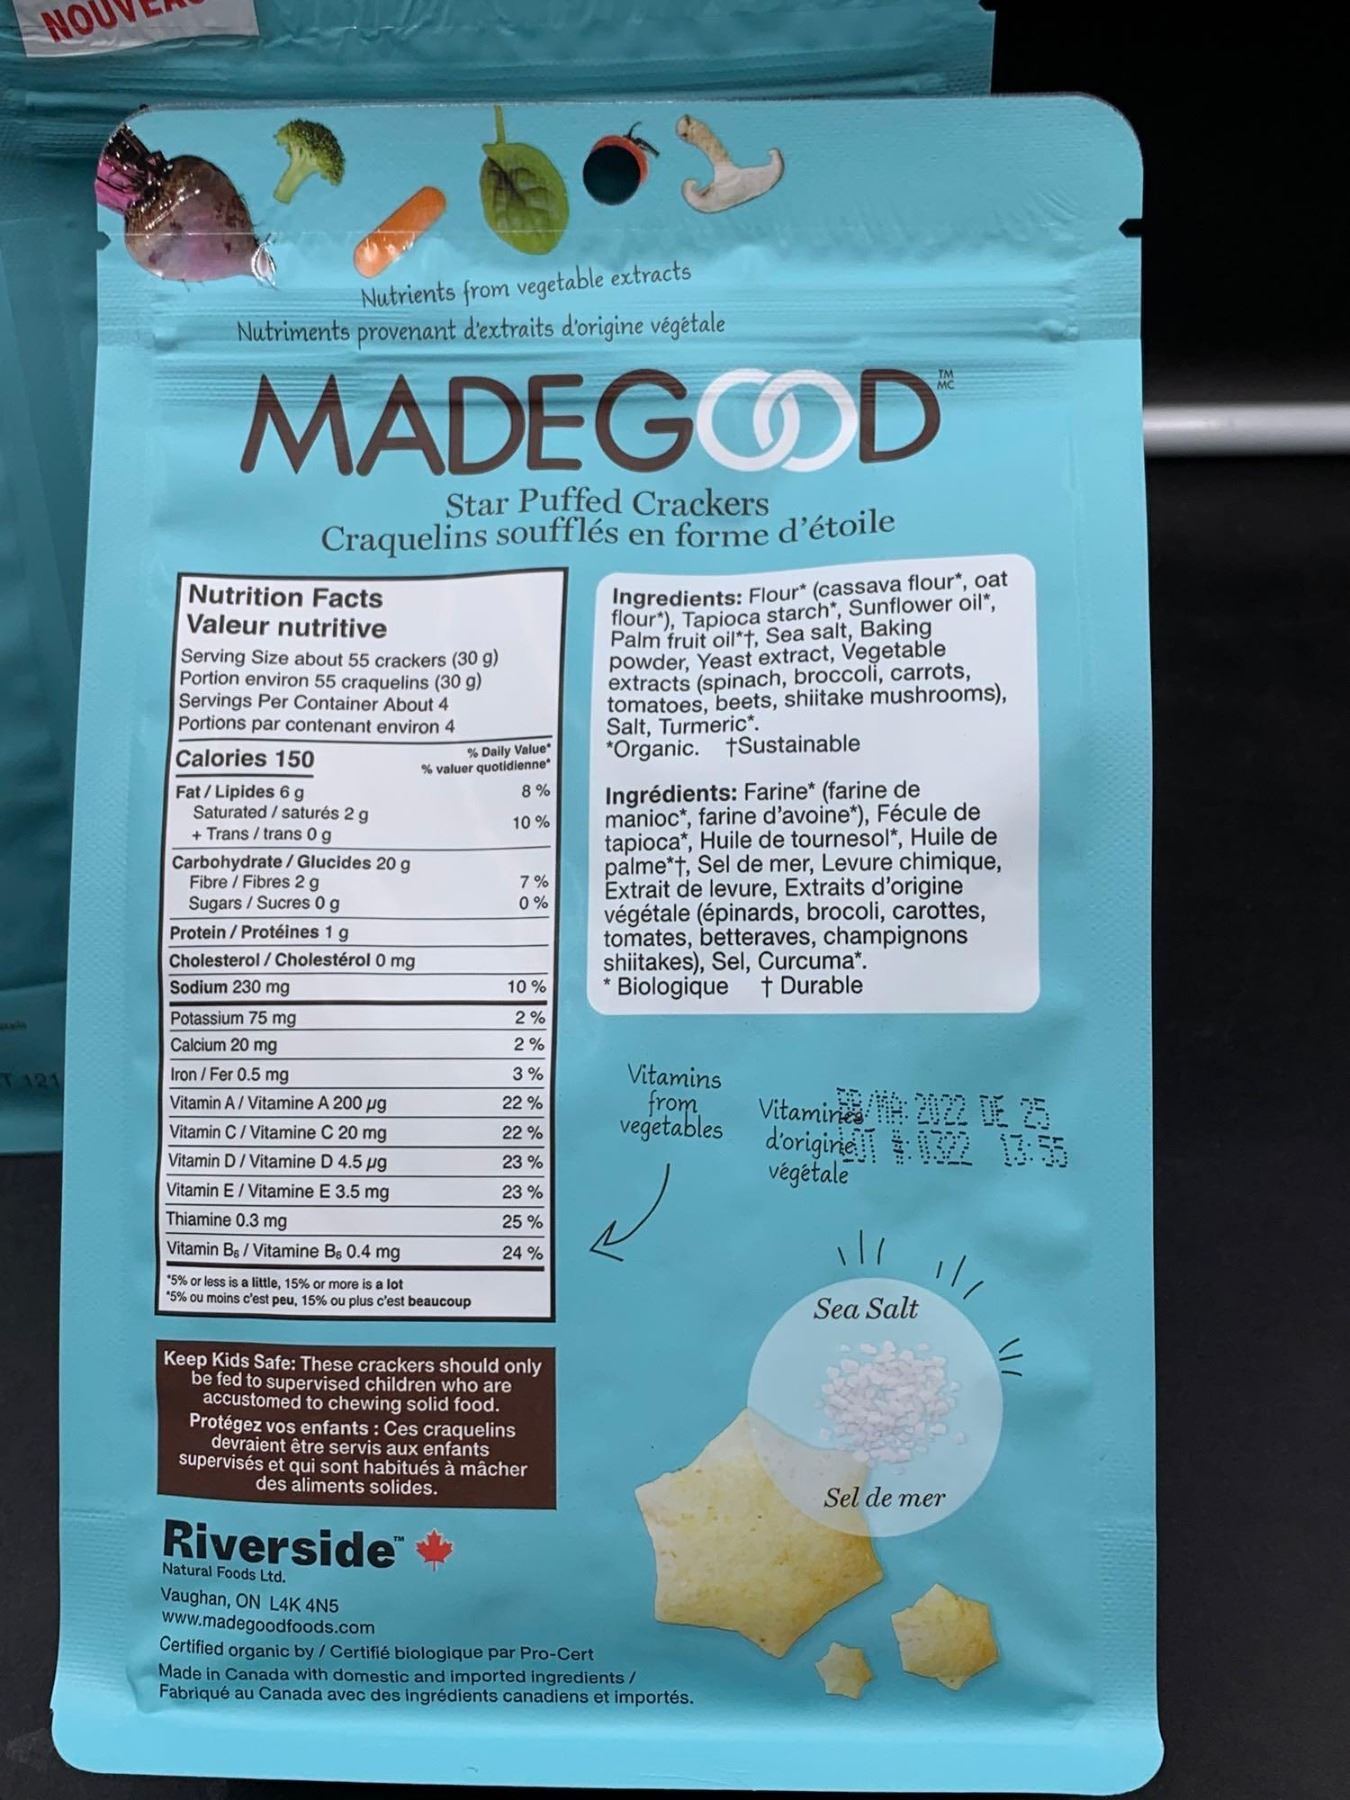 Nutrients from vegetable extracts
Nutriments provenant d'extraits d'origine végétale
MADEGOOD
TM
MC
Star Puffed Crackers
Craquelins soufflés en forme d'étoile
Nutrition Facts
Valeur nutritive
Serving Size about 55 crackers (30 g)
Portion environ 55 craquelins (30 g)
Servings Per Container About 4
Portions par contenant environ 4
Calories 150
% Daily Value*
% valuer quotidienne*
Fat / Lipides 6 g 8 %
Saturated / saturés 2 g
+ Trans / trans 0 g 10 %
Carbohydrate / Glucides 20 g
Fibre / Fibres 2 g 7 %
Sugars / Sucres 0 g 0 %
Protein / Protéines 1 g
Cholesterol / Cholestérol 0 mg
Sodium 230 mg 10 %
Potassium 75 mg 2 %
Calcium 20 mg 2 %
Iron / Fer 0.5 mg 3 %
Vitamin A / Vitamine A 200 µg 22 %
Vitamin C / Vitamine C 20 mg 22 %
Vitamin D / Vitamine D 4.5 µg 23 %
Vitamin E / Vitamine E 3.5 mg 23 %
Thiamine 0.3 mg 25 %
Vitamin B6 / Vitamine B6 0.4 mg 24 %
*5% or less is a little, 15% or more is a lot
*5% ou moins c'est peu, 15% ou plus c'est beaucoup
Ingredients: Flour* (cassava flour*, oat
flour*), Tapioca starch*, Sunflower oil*,
Palm fruit oil*†, Sea salt, Baking
powder, Yeast extract, Vegetable
extracts (spinach, broccoli, carrots,
tomatoes, beets, shiitake mushrooms),
Salt, Turmeric*.
*Organic. †Sustainable
Ingrédients: Farine* (farine de
manioc*, farine d'avoine*), Fécule de
tapioca*, Huile de tournesol*, Huile de
palme*†, Sel de mer, Levure chimique,
Extrait de levure, Extraits d'origine
végétale (épinards, brocoli, carottes,
tomates, betteraves, champignons
shiitakes), Sel, Curcuma*.
* Biologique † Durable
Vitamins
from
vegetables
Vitamines
d'origine
végétale
BB/MA: 2022 DE 25
LOT #: 0322 13:55
Sea Salt
Sel de mer
Keep Kids Safe: These crackers should only
be fed to supervised children who are
accustomed to chewing solid food.
Protégez vos enfants : Ces craquelins
devraient être servis aux enfants
supervisés et qui sont habitués à mâcher
des aliments solides.
Riverside™
Natural Foods Ltd.
Vaughan, ON L4K 4N5
www.madegoodfoods.com
Certified organic by / Certifié biologique par Pro-Cert
Made in Canada with domestic and imported ingredients /
Fabriqué au Canada avec des ingrédients canadiens et importés.